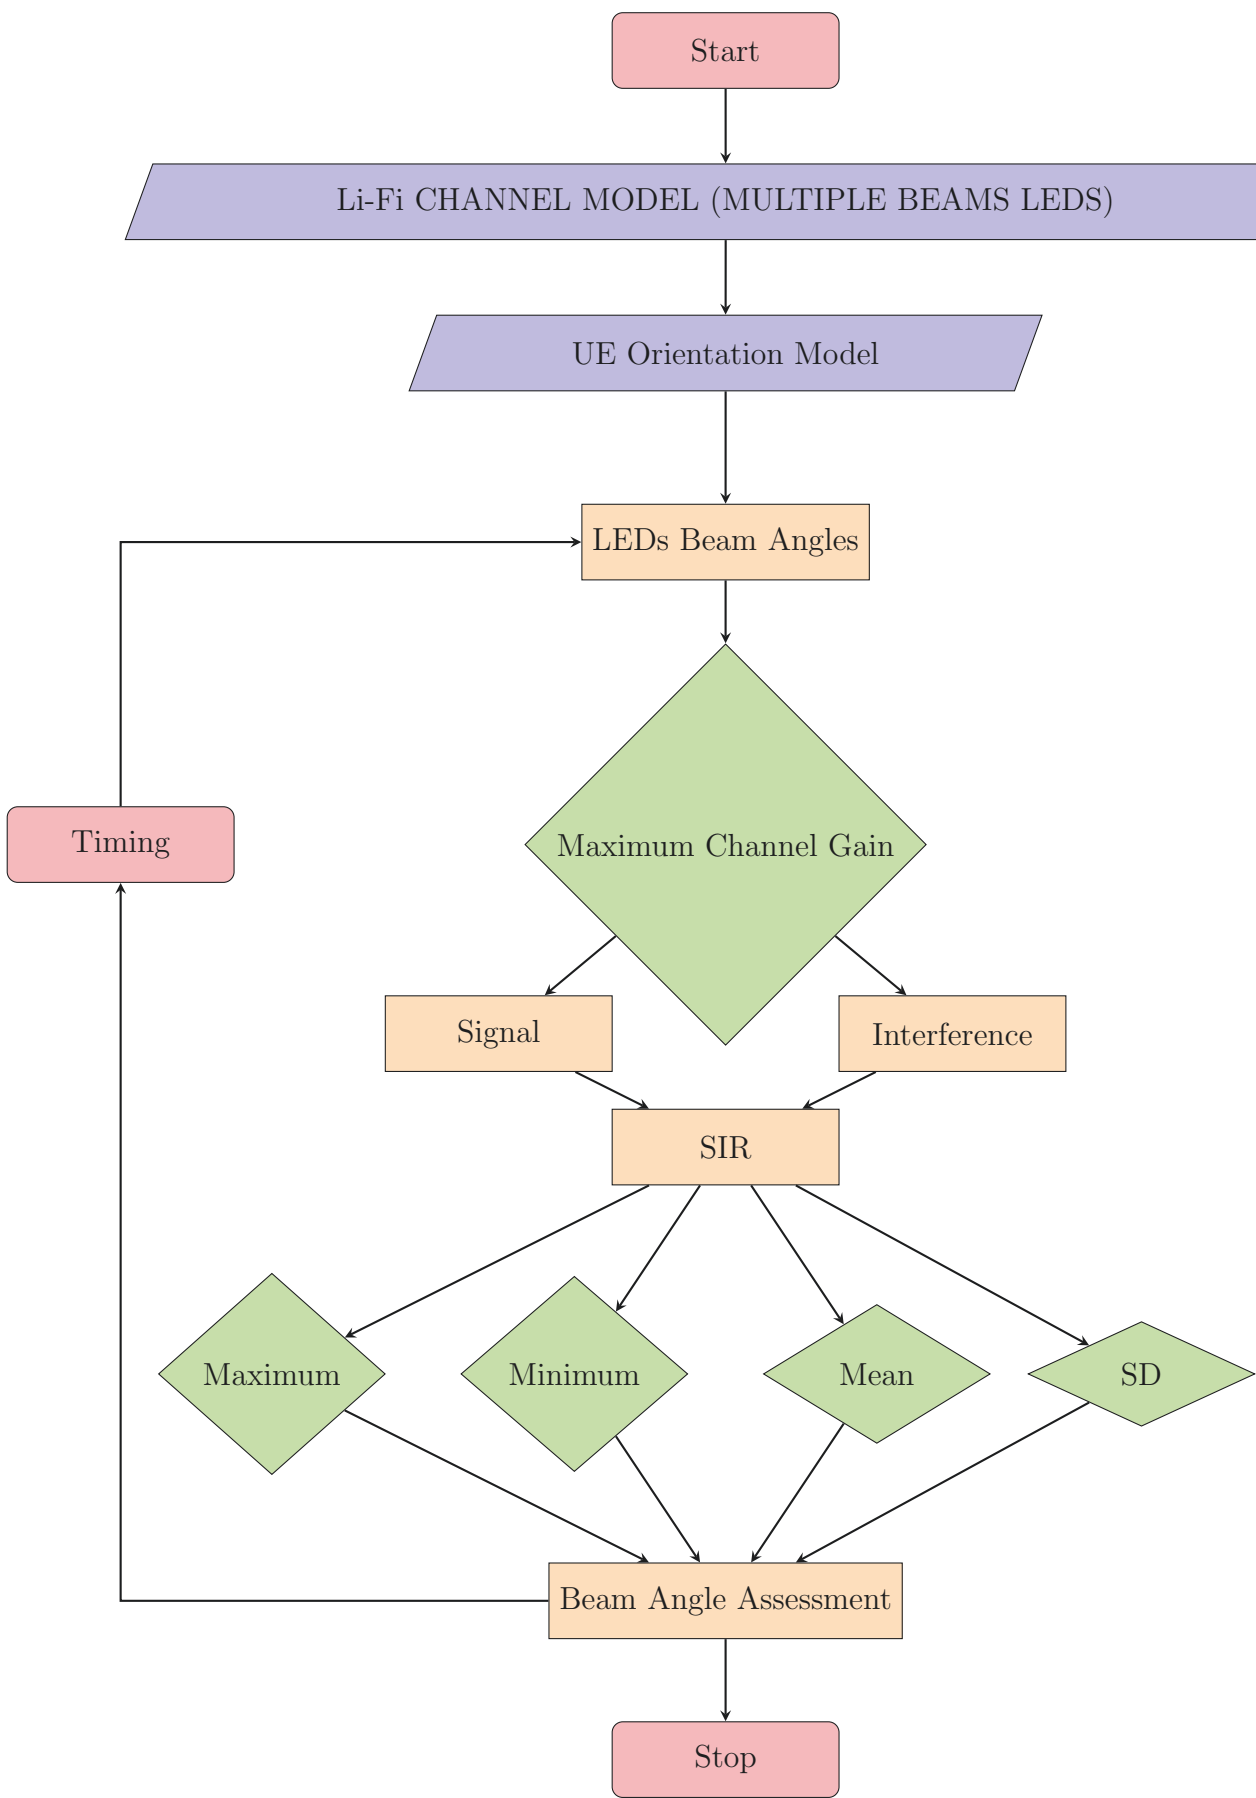 Start
Li-Fi CHANNEL MODEL (MULTIPLE BEAMS LEDS)
UE Orientation Model
LEDs Beam Angles
Timing
Maximum Channel Gain
Signal
Interference
SIR
Maximum
Minimum
Mean
SD
Beam Angle Assessment
Stop